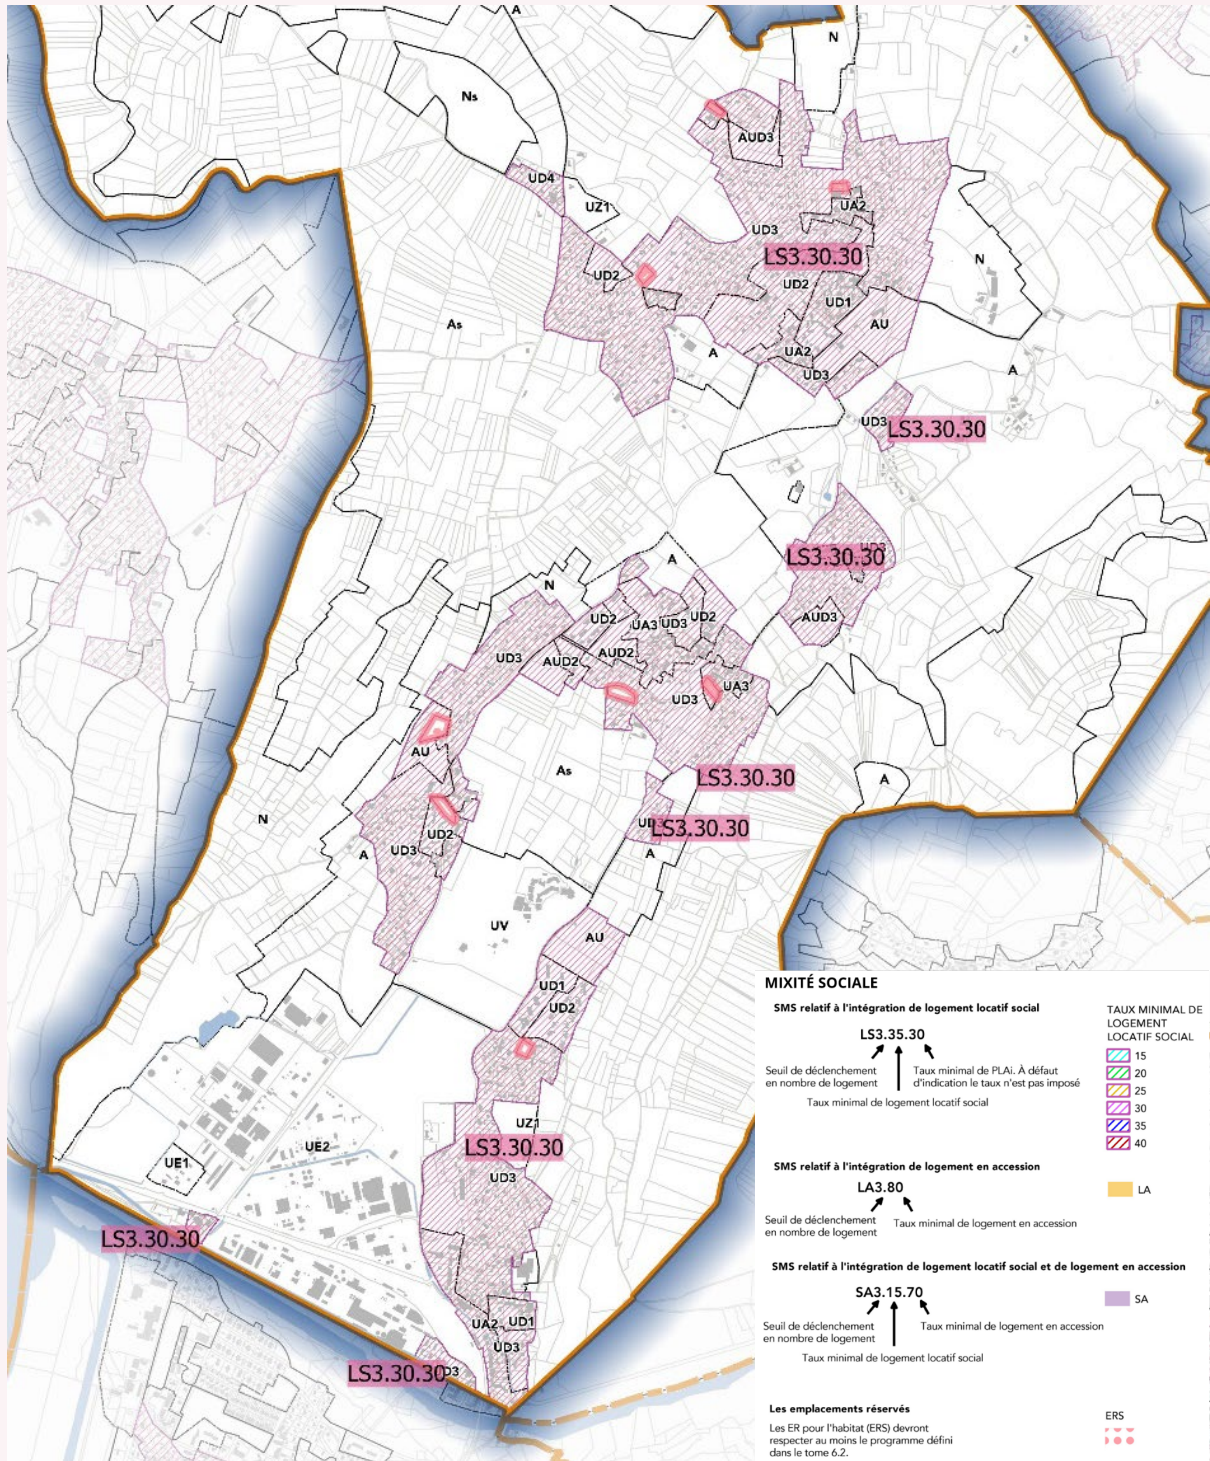 A
N
Ns
AUD3
UD4
UZ1
UA2
UD3
LS3.30.30
N
UD2
UD2
UD1
As
AU
A
UA2
UD3
A
UD3
LS3.30.30
LS3.30.30
A
N
AUD3
UD2
UD2
UA3
UD3
AUD2
UD3
AUD2
UA3
UD3
AU
As
LS3.30.30
A
N
UD2
LS3.30.30
UD3
A
A
UV
AU
UD1
UD2
UZ1
UE2
LS3.30.30
UE1
UD3
LS3.30.30
UA2
UD1
UD3
LS3.30.30
MIXITÉ SOCIALE
SMS relatif à l'intégration de logement locatif social
LS3.35.30
Seuil de déclenchement
en nombre de logement
Taux minimal de PLAi. À défaut
d'indication le taux n'est pas imposé
Taux minimal de logement locatif social
TAUX MINIMAL DE
LOGEMENT
LOCATIF SOCIAL
15
20
25
30
35
40
SMS relatif à l'intégration de logement en accession
LA3.80
Seuil de déclenchement
en nombre de logement
Taux minimal de logement en accession
LA
SMS relatif à l'intégration de logement locatif social et de logement en accession
SA3.15.70
Seuil de déclenchement
en nombre de logement
Taux minimal de logement en accession
Taux minimal de logement locatif social
SA
Les emplacements réservés
Les ER pour l'habitat (ERS) devront
respecter au moins le programme défini
dans le tome 6.2.
ERS